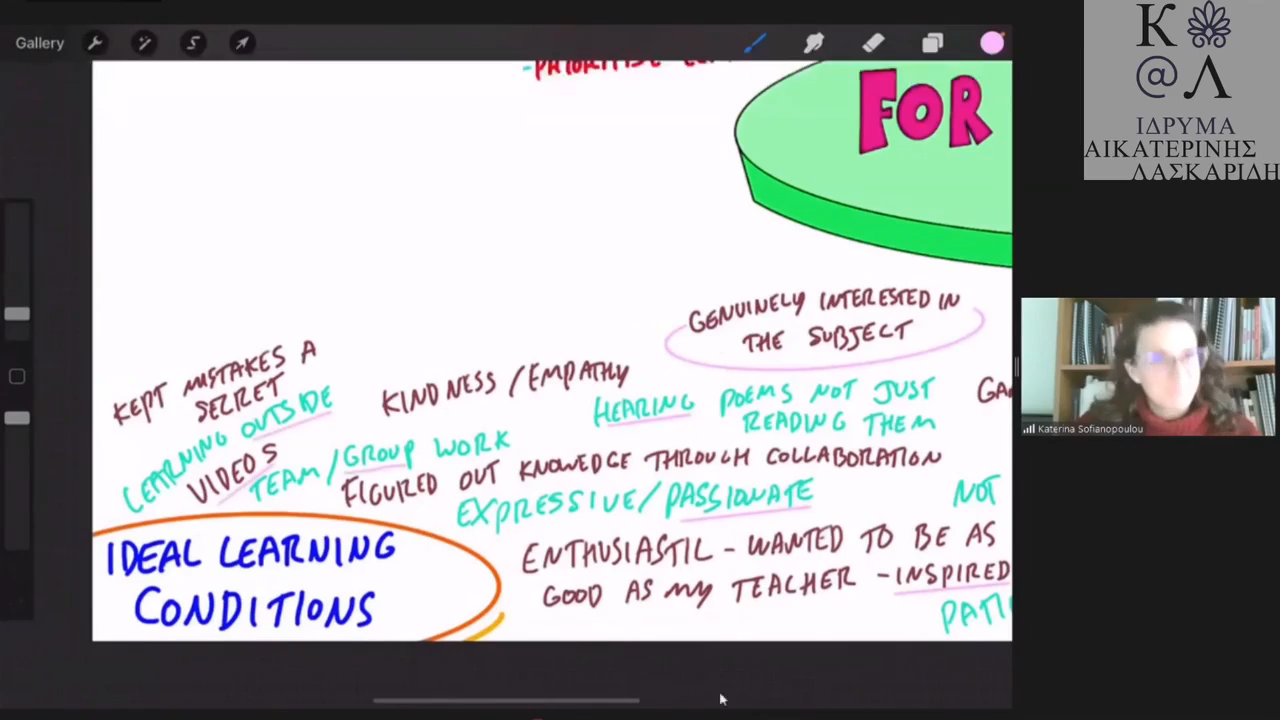 Gallery
K
@ Λ
ΙΔΡΥΜΑ
ΑΙΚΑΤΕΡΙΝΗΣ
ΛΑΣΚΑΡΙΔΗ
FOR
GENUINELY INTERESTED IN
THE SUBJECT
KEPT MISTAKES A
SECRET
KINDNESS / EMPATHY
HEARING POEMS NOT JUST
READING THEM
LEARNING OUTSIDE
VIDEOS
TEAM / GROUP WORK
FIGURED OUT KNOWEDGE THROUGH COLLABORATION
EXPRESSIVE / PASSIONATE
NOT
IDEAL LEARNING
CONDITIONS
ENTHUSIASTIC - WANTED TO BE AS
GOOD AS MY TEACHER - INSPIRED
Katerina Sofianopoulou